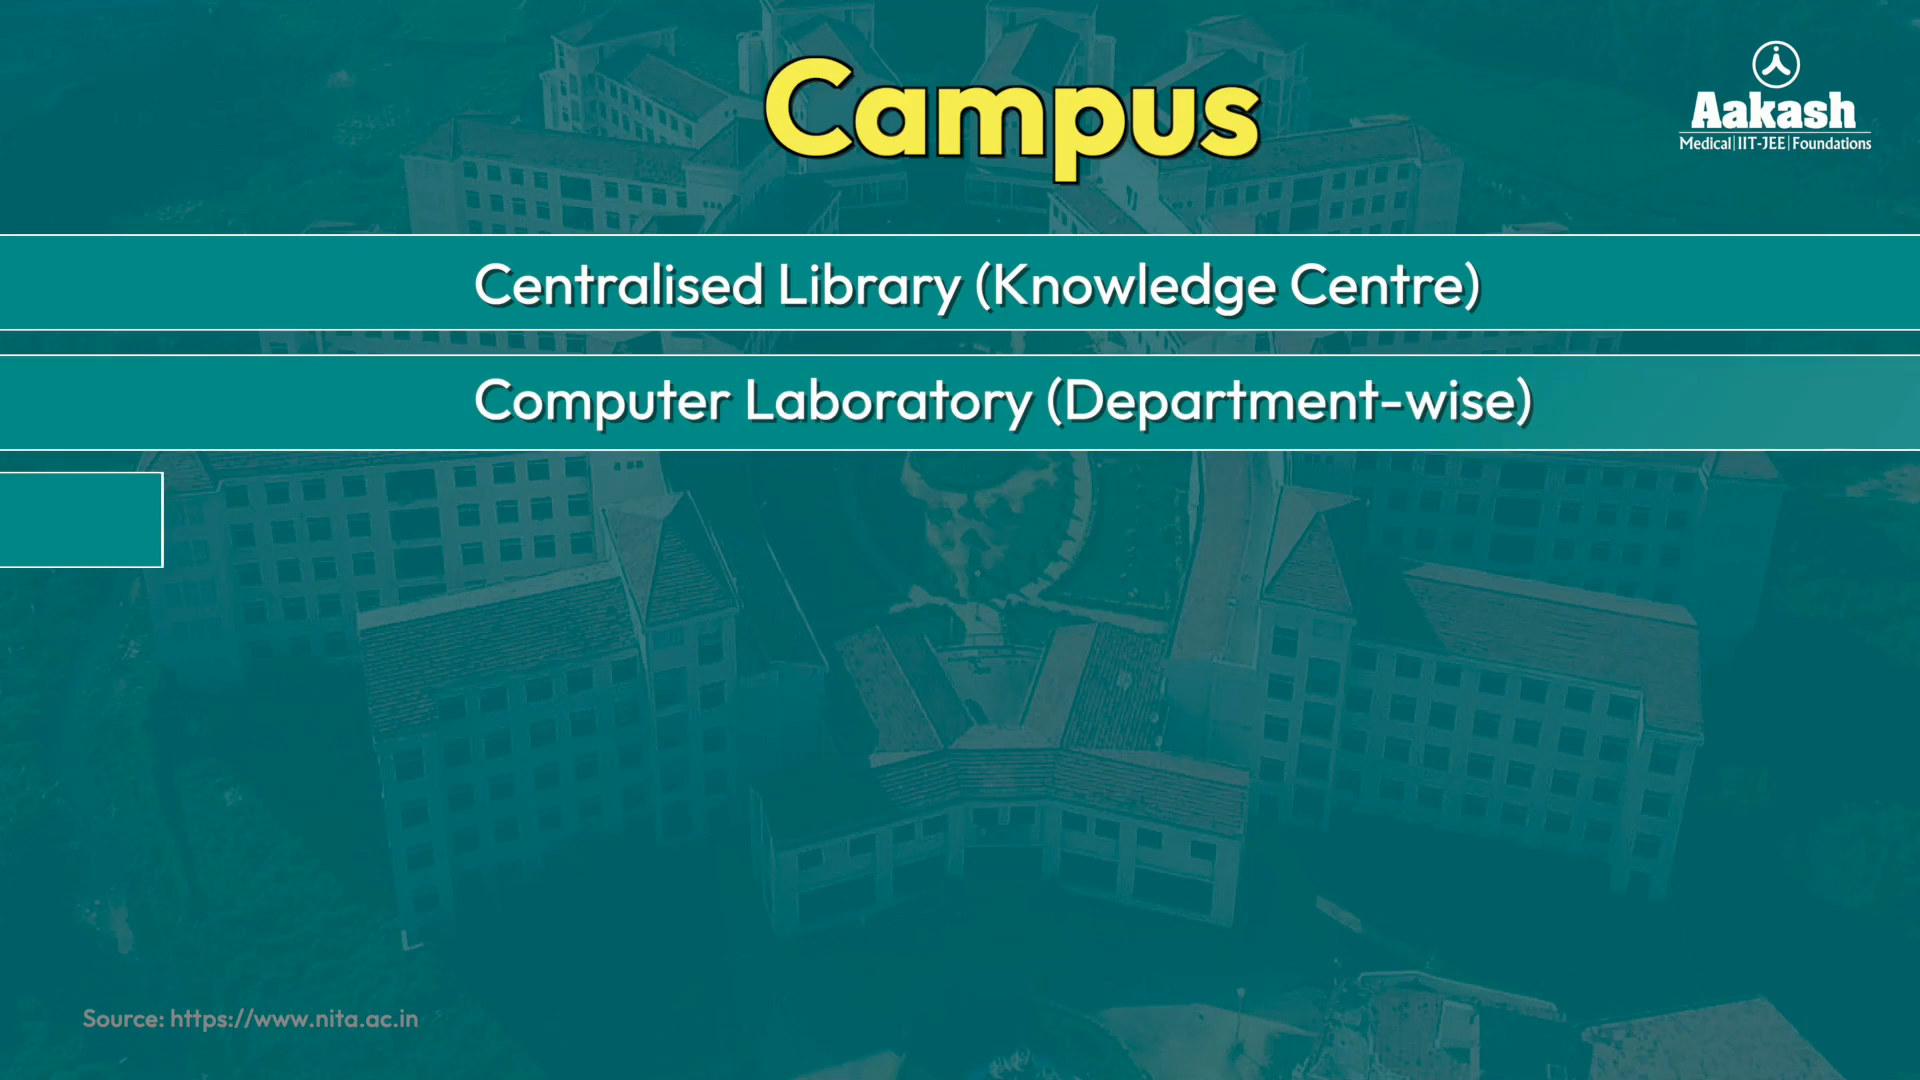 Campus
Aakash
Medical|IIT-JEE|Foundations
Centralised Library (Knowledge Centre)
Computer Laboratory (Department-wise)
Source: https://www.nita.ac.in